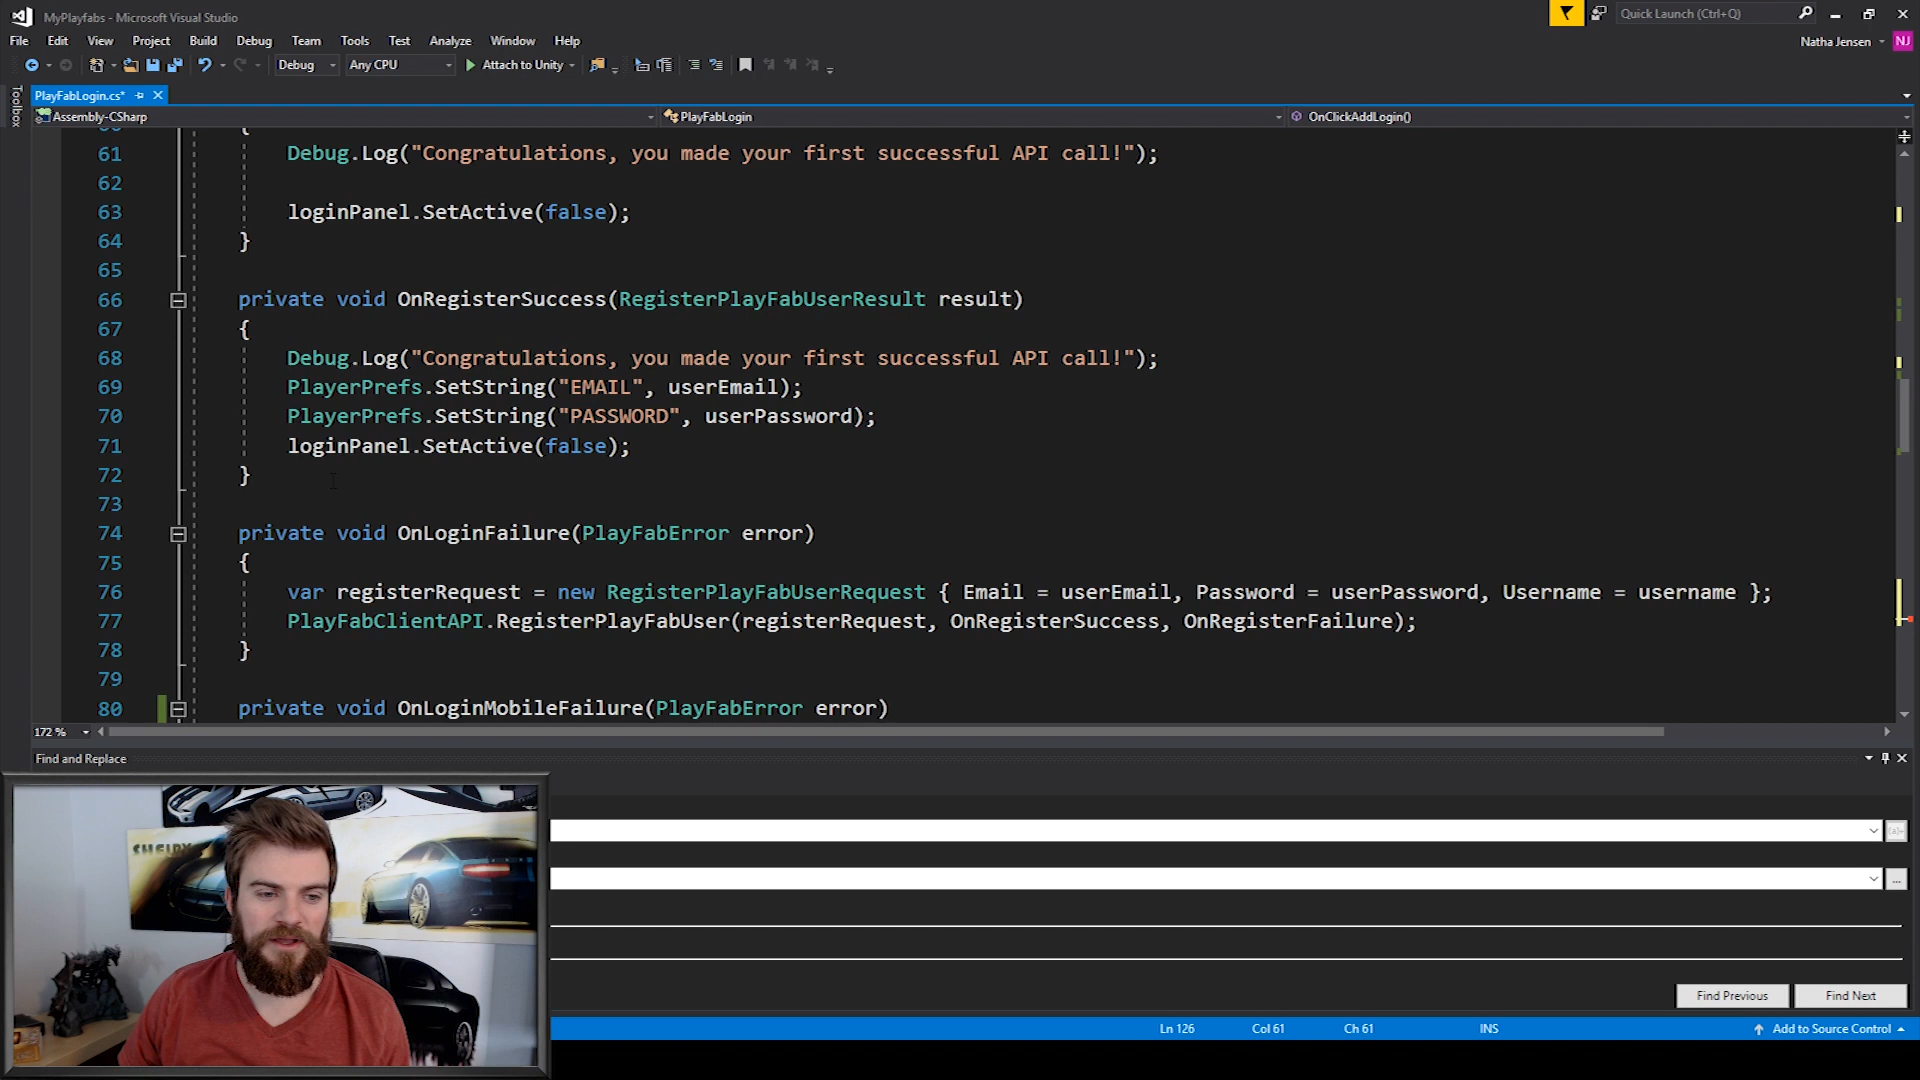 MyPlayfabs - Microsoft Visual Studio
Quick Launch (Ctrl+Q)
File Edit View Project Build Debug Team Tools Test Analyze Window Help
Natha Jensen NJ
Debug Any CPU Attach to Unity
Toolbox
PlayFabLogin.cs*
Assembly-CSharp PlayFabLogin OnClickAddLogin()
60 {
61 Debug.Log("Congratulations, you made your first successful API call!");
62
63 loginPanel.SetActive(false);
64 }
65
66 private void OnRegisterSuccess(RegisterPlayFabUserResult result)
67 {
68 Debug.Log("Congratulations, you made your first successful API call!");
69 PlayerPrefs.SetString("EMAIL", userEmail);
70 PlayerPrefs.SetString("PASSWORD", userPassword);
71 loginPanel.SetActive(false);
72 }
73
74 private void OnLoginFailure(PlayFabError error)
75 {
76 var registerRequest = new RegisterPlayFabUserRequest { Email = userEmail, Password = userPassword, Username = username };
77 PlayFabClientAPI.RegisterPlayFabUser(registerRequest, OnRegisterSuccess, OnRegisterFailure);
78 }
79
80 private void OnLoginMobileFailure(PlayFabError error)
172 %
Find and Replace
SHELBY
...
Find Previous Find Next
Ln 126 Col 61 Ch 61 INS Add to Source Control